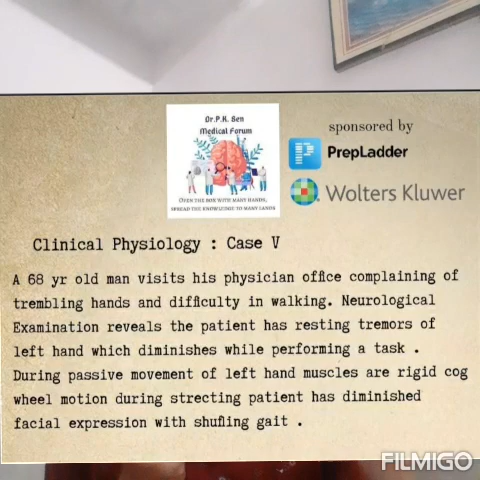 Dr.P.K. Sen
Medical Forum
OPEN THE BOX WITH MANY HANDS,
SPREAD THE KNOWLEDGE TO MANY LANDS
sponsored by
PrepLadder
Wolters Kluwer
Clinical Physiology : Case V
A 68 yr old man visits his physician office complaining of
trembling hands and difficulty in walking. Neurological
Examination reveals the patient has resting tremors of
left hand which diminishes while performing a task .
During passive movement of left hand muscles are rigid cog
wheel motion during strecting patient has diminished
facial expression with shufling gait .
FILMIGO